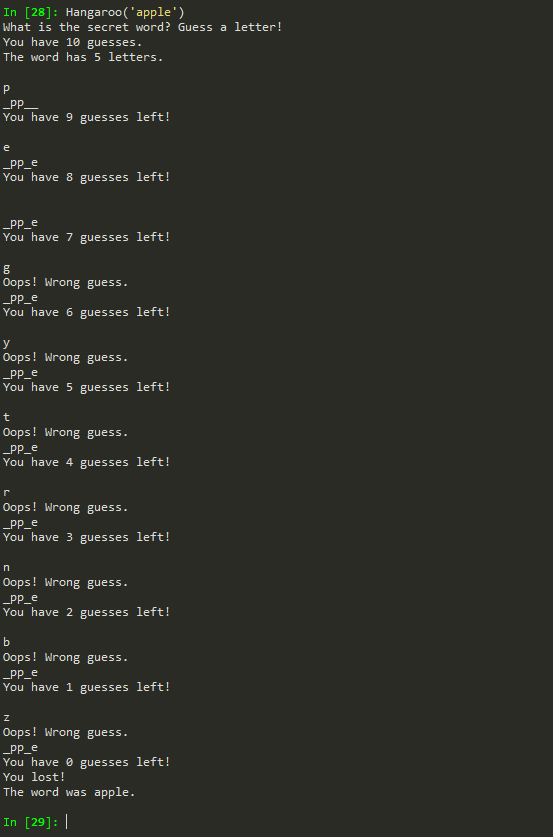 In [28]: Hangaroo('apple')
What is the secret word? Guess a letter!
You have 10 guesses.
The word has 5 letters.

p
_pp__
You have 9 guesses left!

e
_pp_e
You have 8 guesses left!


_pp_e
You have 7 guesses left!

g
Oops! Wrong guess.
_pp_e
You have 6 guesses left!

y
Oops! Wrong guess.
_pp_e
You have 5 guesses left!

t
Oops! Wrong guess.
_pp_e
You have 4 guesses left!

r
Oops! Wrong guess.
_pp_e
You have 3 guesses left!

n
Oops! Wrong guess.
_pp_e
You have 2 guesses left!

b
Oops! Wrong guess.
_pp_e
You have 1 guesses left!

z
Oops! Wrong guess.
_pp_e
You have 0 guesses left!
You lost!
The word was apple.

In [29]: